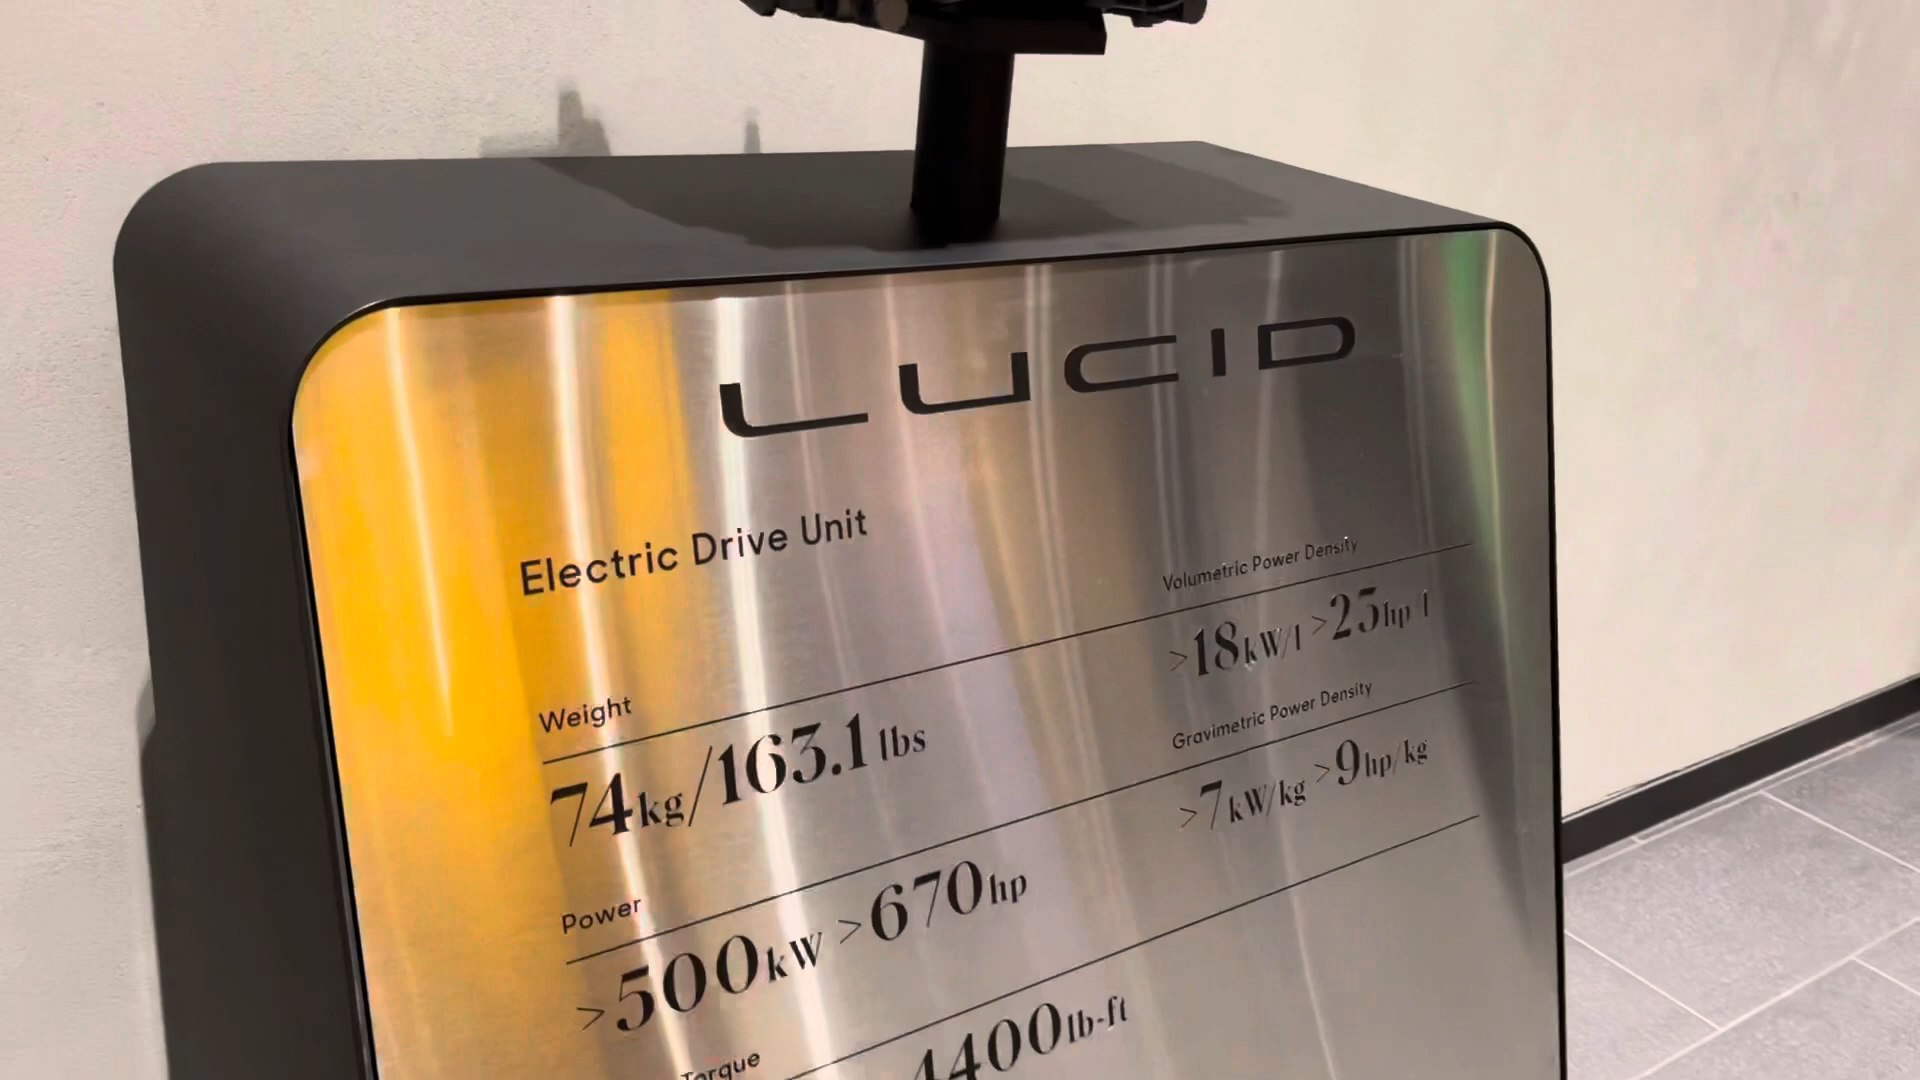 LUCID
Electric Drive Unit
Weight
74kg/163.1lbs
Power
>500kW >670hp
Torque
4400lb-ft
Volumetric Power Density
>18kW/l >25hp/l
Gravimetric Power Density
>7kW/kg >9hp/kg